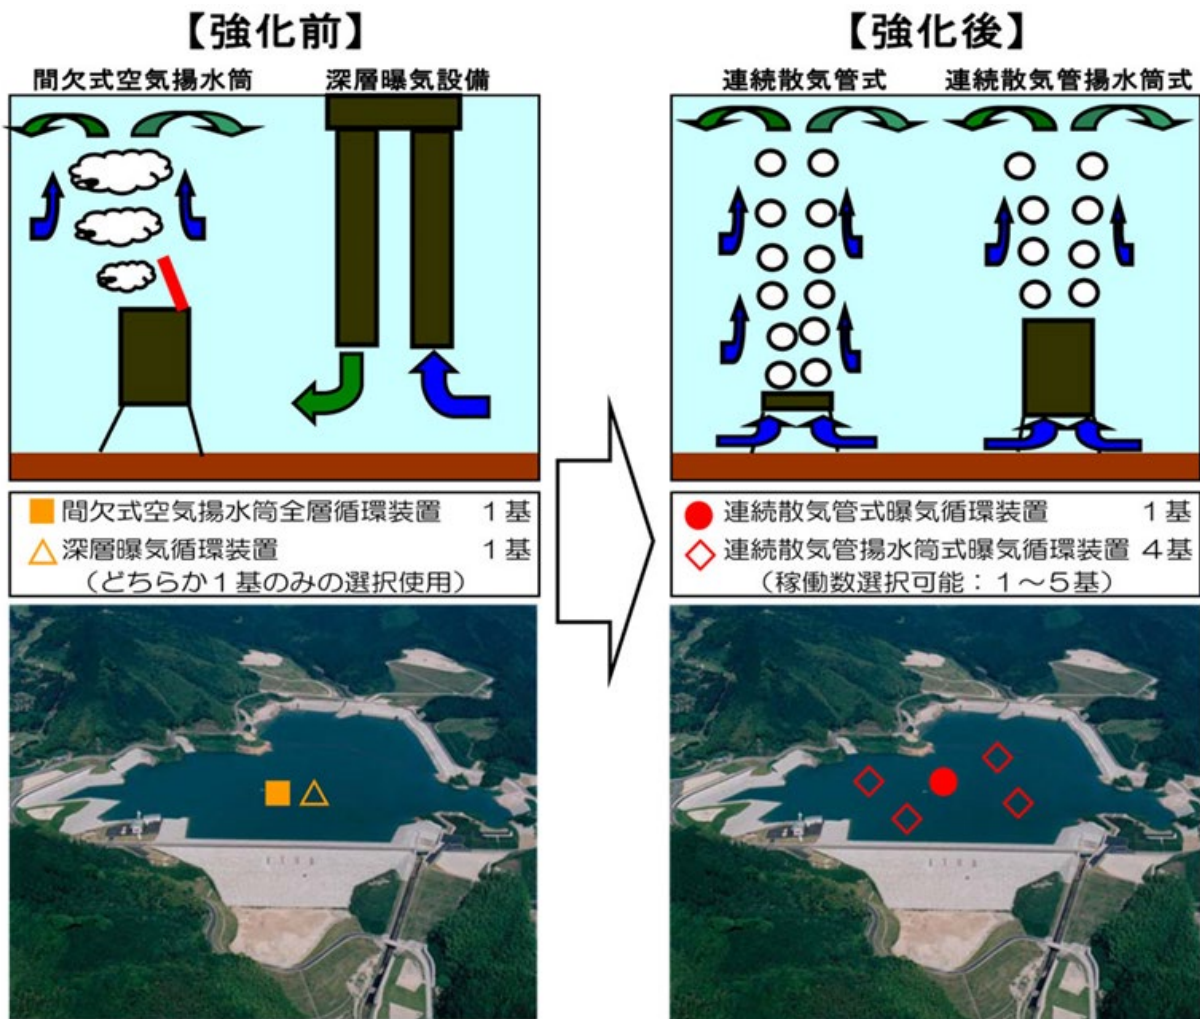 【強化前】
間欠式空気揚水筒
深層曝気設備
間欠式空気揚水筒全層循環装置 1基
深層曝気循環装置 1基
(どちらか1基のみの選択使用)
【強化後】
連続散気管式
連続散気管揚水筒式
連続散気管式曝気循環装置 1基
連続散気管揚水筒式曝気循環装置 4基
(稼働数選択可能:1~5基)